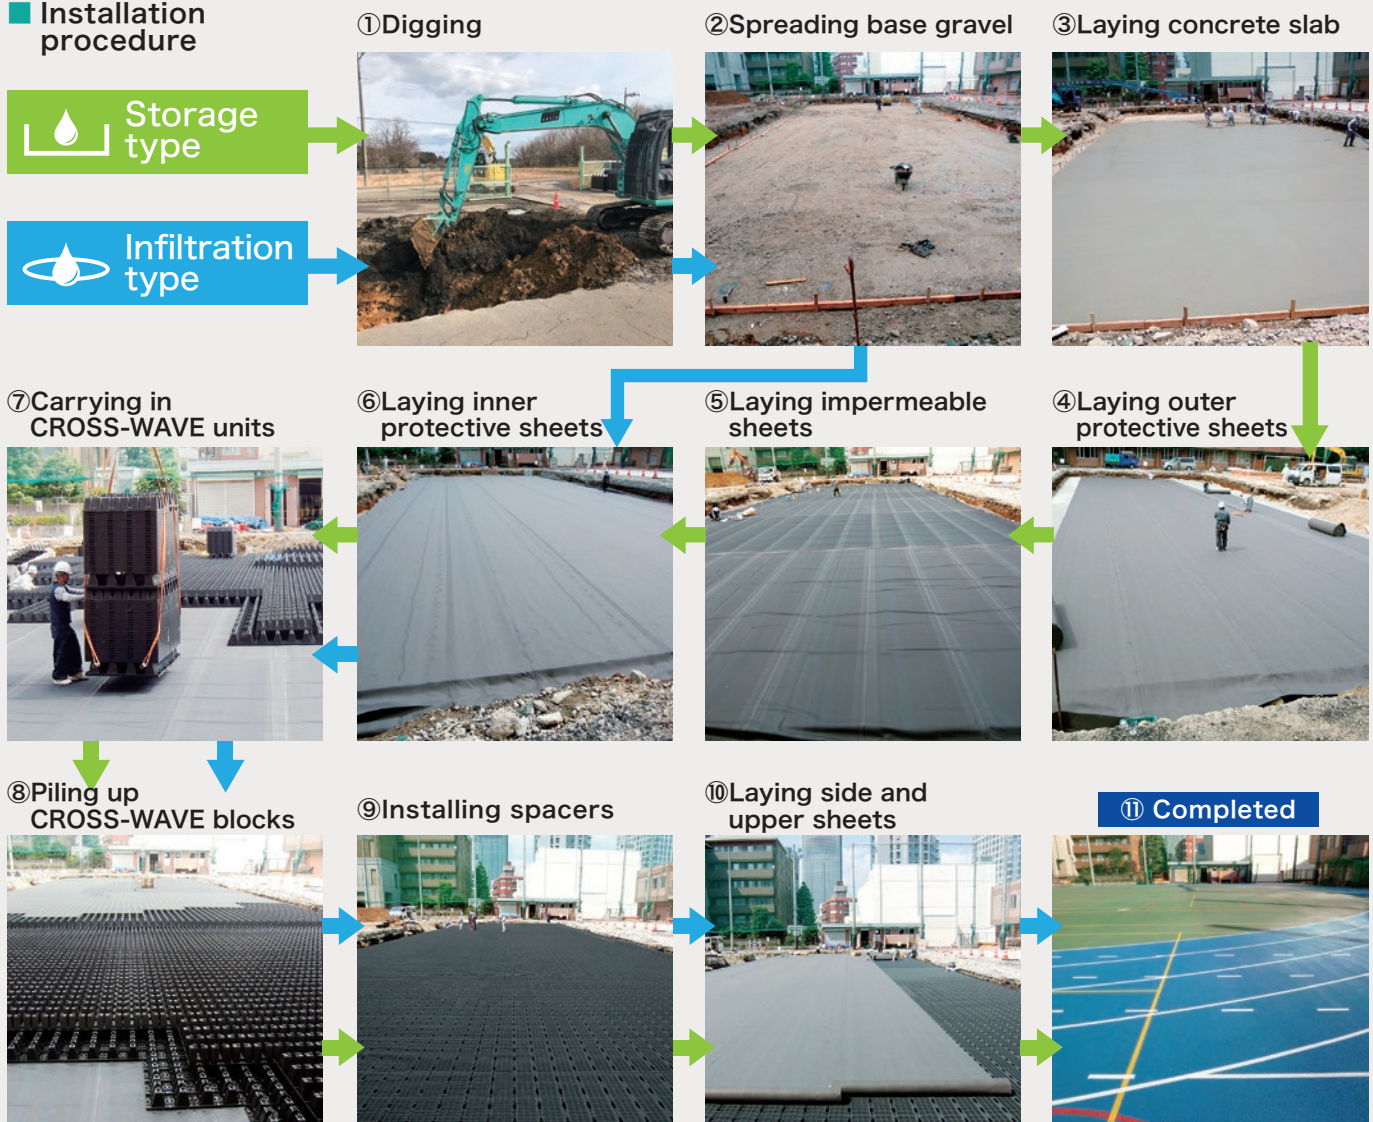 ■ Installation
procedure
Storage
type
Infiltration
type
①Digging
②Spreading base gravel
③Laying concrete slab
⑦Carrying in
CROSS-WAVE units
⑥Laying inner
protective sheets
⑤Laying impermeable
sheets
④Laying outer
protective sheets
⑧Piling up
CROSS-WAVE blocks
⑨Installing spacers
⑩Laying side and
upper sheets
⑪ Completed